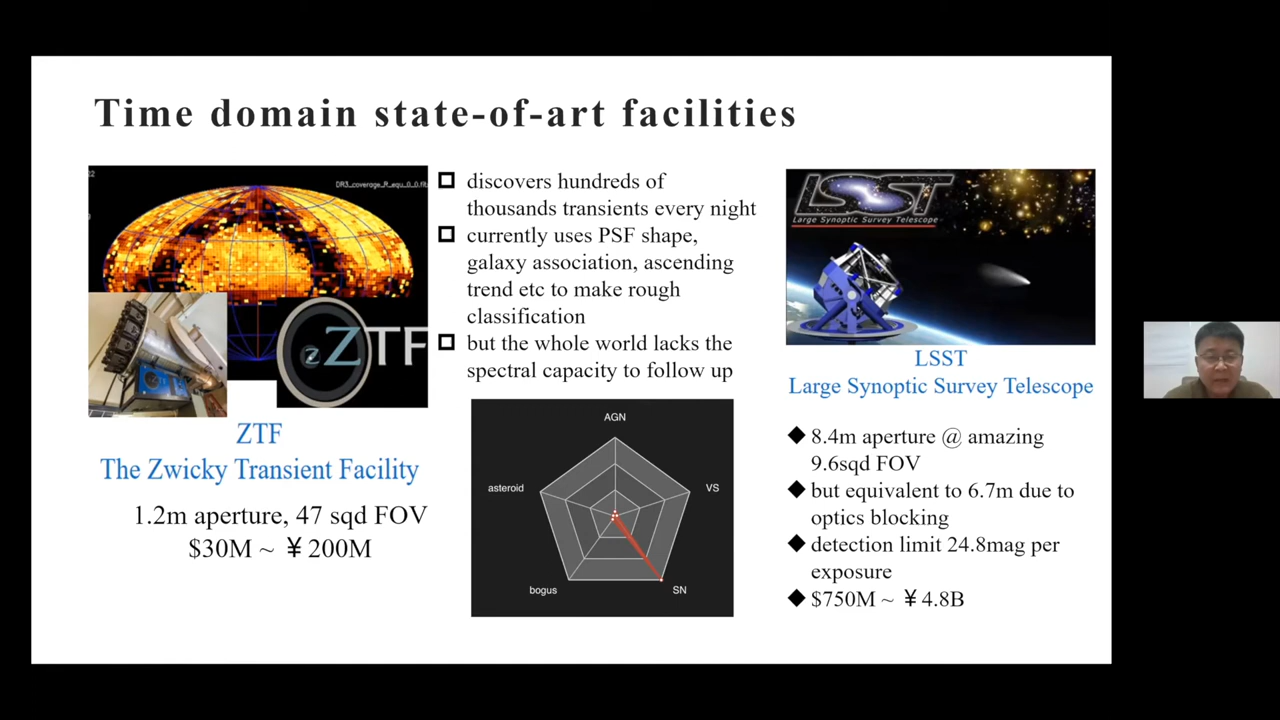 Time domain state-of-art facilities
DR3_coverage_R_equ_0_0.fit
ZTF
ZTF
The Zwicky Transient Facility
1.2m aperture, 47 sqd FOV
$30M ~ ¥200M
discovers hundreds of
thousands transients every night
currently uses PSF shape,
galaxy association, ascending
trend etc to make rough
classification
but the whole world lacks the
spectral capacity to follow up
AGN
asteroid
VS
bogus
SN
LSST
Large Synoptic Survey Telescope
LSST
Large Synoptic Survey Telescope
8.4m aperture @ amazing
9.6sqd FOV
but equivalent to 6.7m due to
optics blocking
detection limit 24.8mag per
exposure
$750M ~ ¥4.8B